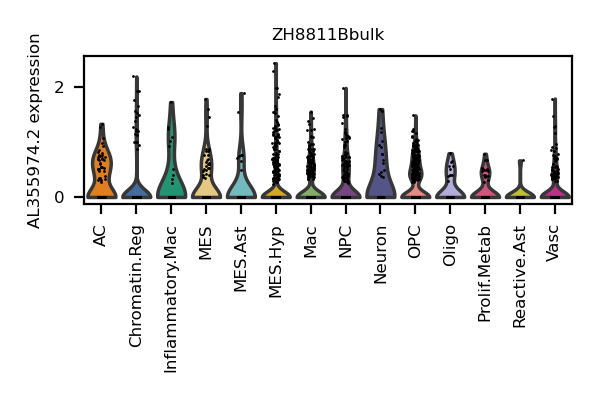 ZH8811Bbulk
AL355974.2 expression
2
0
AC
Chromatin.Reg
Inflammatory.Mac
MES
MES.Ast
MES.Hyp
Mac
NPC
Neuron
OPC
Oligo
Prolif.Metab
Reactive.Ast
Vasc